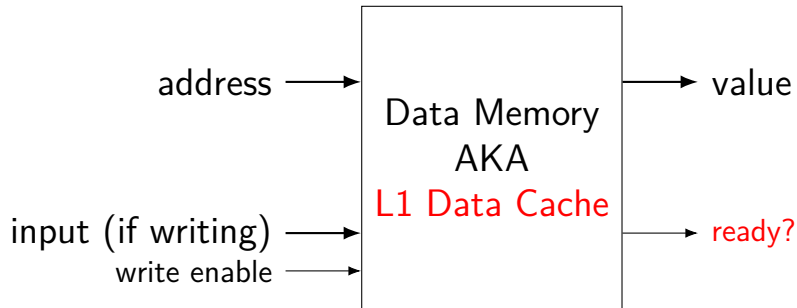 address
value
Data Memory
AKA
L1 Data Cache
input (if writing)
ready?
write enable